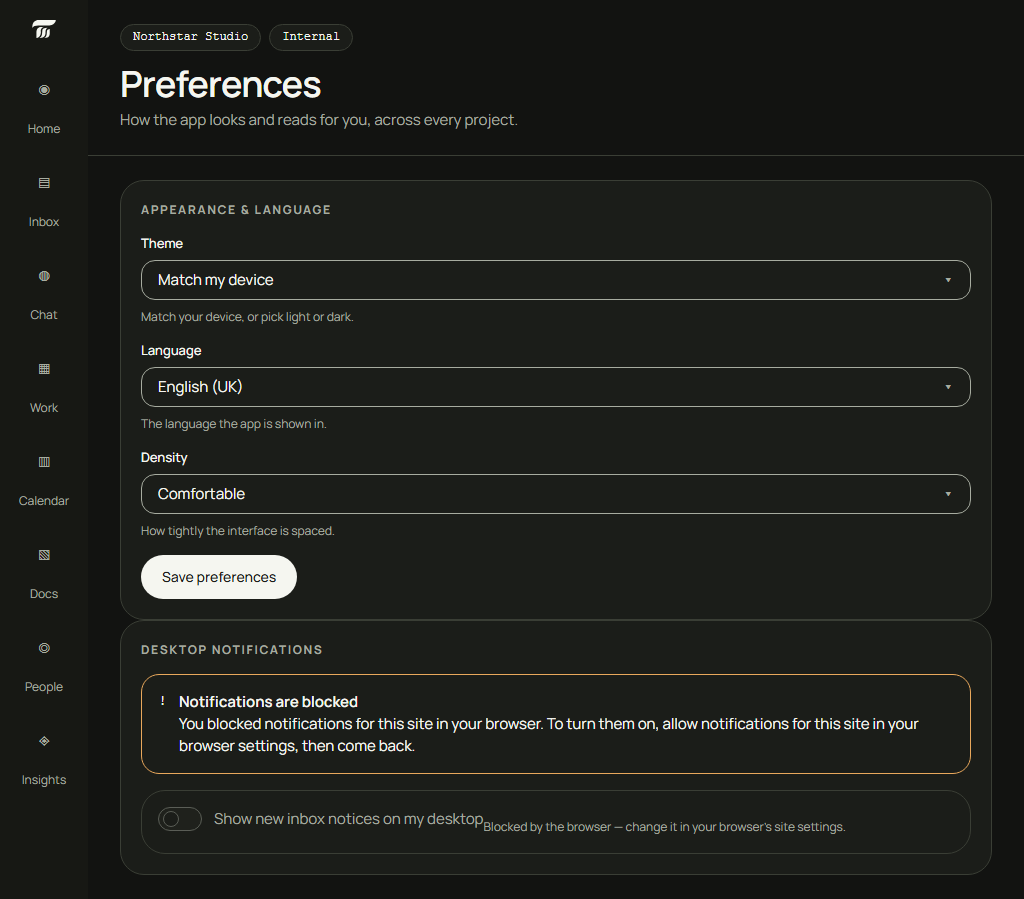 Northstar Studio
Internal
Preferences
How the app looks and reads for you, across every project.
Home
Inbox
Chat
Work
Calendar
Docs
People
Insights
APPEARANCE & LANGUAGE
Theme
Match my device
Match your device, or pick light or dark.
Language
English (UK)
The language the app is shown in.
Density
Comfortable
How tightly the interface is spaced.
Save preferences
DESKTOP NOTIFICATIONS
! Notifications are blocked
You blocked notifications for this site in your browser. To turn them on, allow notifications for this site in your
browser settings, then come back.
Show new inbox notices on my desktop
Blocked by the browser — change it in your browser's site settings.